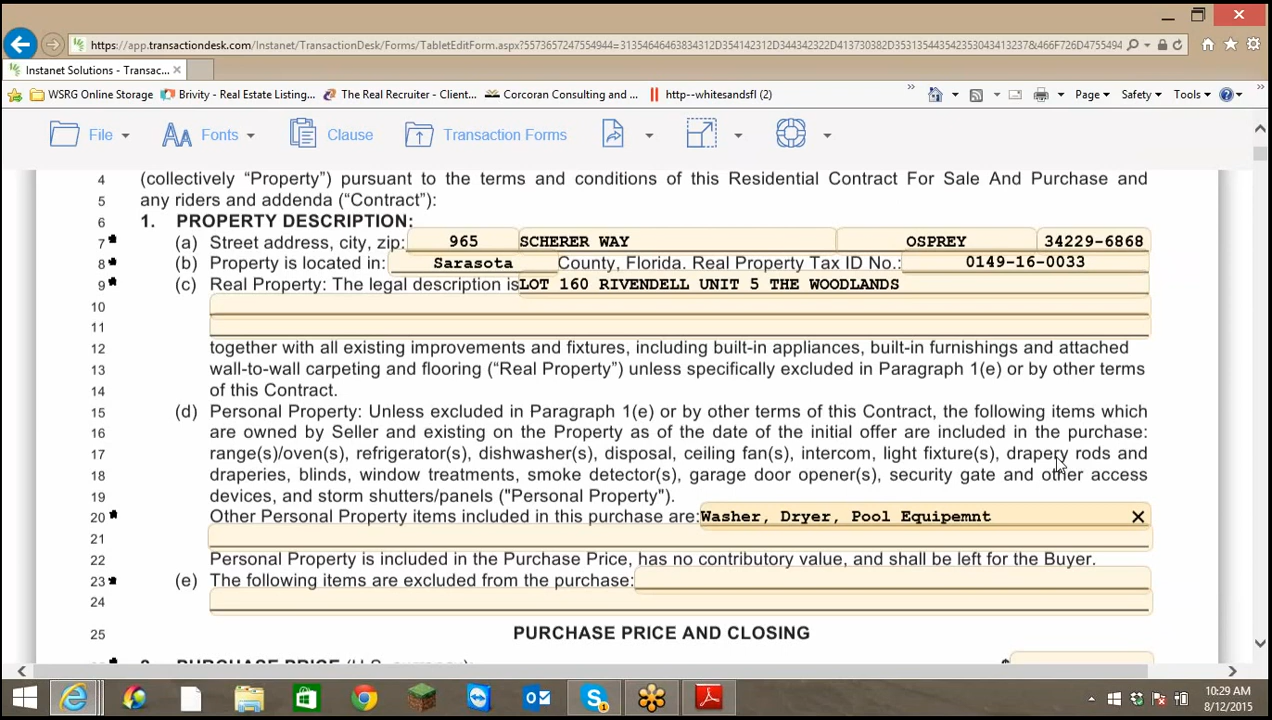 https://app.transactiondesk.com/Instanet/TransactionDesk/Forms/TabletEditForm.aspx?
Instanet Solutions - Transac...
WSRG Online Storage Brivity - Real Estate Listing... The Real Recruiter - Client... Corcoran Consulting and ... http--whitesandsfl (2) Page Safety Tools
File Fonts Clause Transaction Forms
4 (collectively “Property”) pursuant to the terms and conditions of this Residential Contract For Sale And Purchase and
5 any riders and addenda (“Contract”):
6 1. PROPERTY DESCRIPTION:
7 (a) Street address, city, zip: 965 SCHERER WAY OSPREY 34229-6868
8 (b) Property is located in: Sarasota County, Florida. Real Property Tax ID No.: 0149-16-0033
9 (c) Real Property: The legal description is LOT 160 RIVENDELL UNIT 5 THE WOODLANDS
10
11
12 together with all existing improvements and fixtures, including built-in appliances, built-in furnishings and attached
13 wall-to-wall carpeting and flooring (“Real Property”) unless specifically excluded in Paragraph 1(e) or by other terms
14 of this Contract.
15 (d) Personal Property: Unless excluded in Paragraph 1(e) or by other terms of this Contract, the following items which
16 are owned by Seller and existing on the Property as of the date of the initial offer are included in the purchase:
17 range(s)/oven(s), refrigerator(s), dishwasher(s), disposal, ceiling fan(s), intercom, light fixture(s), drapery rods and
18 draperies, blinds, window treatments, smoke detector(s), garage door opener(s), security gate and other access
19 devices, and storm shutters/panels ("Personal Property").
20 Other Personal Property items included in this purchase are: Washer, Dryer, Pool Equipemnt
21
22 Personal Property is included in the Purchase Price, has no contributory value, and shall be left for the Buyer.
23 (e) The following items are excluded from the purchase:
24
25 PURCHASE PRICE AND CLOSING
10:29 AM
8/12/2015